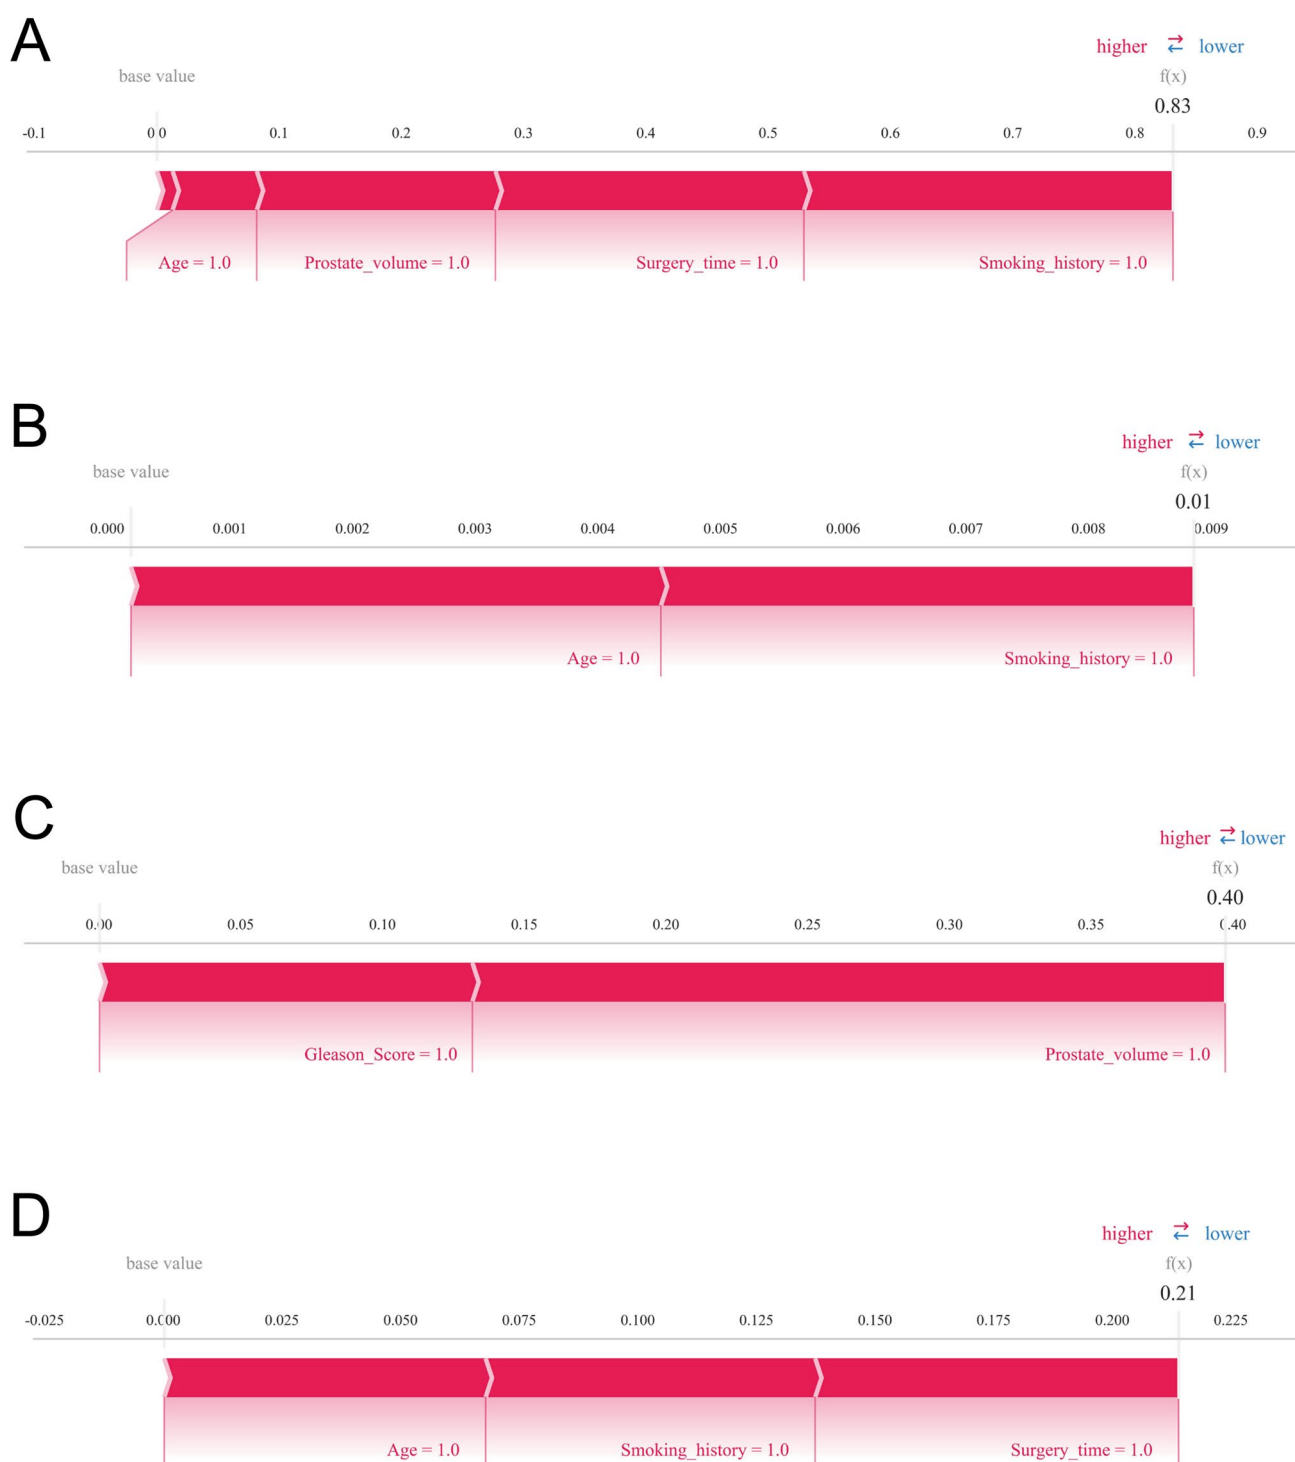 A
higher ⇄ lower
base value
f(x)
0.83
-0.1 0.0 0.1 0.2 0.3 0.4 0.5 0.6 0.7 0.8 0.9
Age = 1.0 Prostate_volume = 1.0 Surgery_time = 1.0 Smoking_history = 1.0
B
higher ⇄ lower
base value
f(x)
0.01
0.000 0.001 0.002 0.003 0.004 0.005 0.006 0.007 0.008 0.009
Age = 1.0 Smoking_history = 1.0
C
higher ⇄ lower
base value
f(x)
0.40
0.00 0.05 0.10 0.15 0.20 0.25 0.30 0.35 0.40
Gleason_Score = 1.0 Prostate_volume = 1.0
D
higher ⇄ lower
base value
f(x)
0.21
-0.025 0.000 0.025 0.050 0.075 0.100 0.125 0.150 0.175 0.200 0.225
Age = 1.0 Smoking_history = 1.0 Surgery_time = 1.0